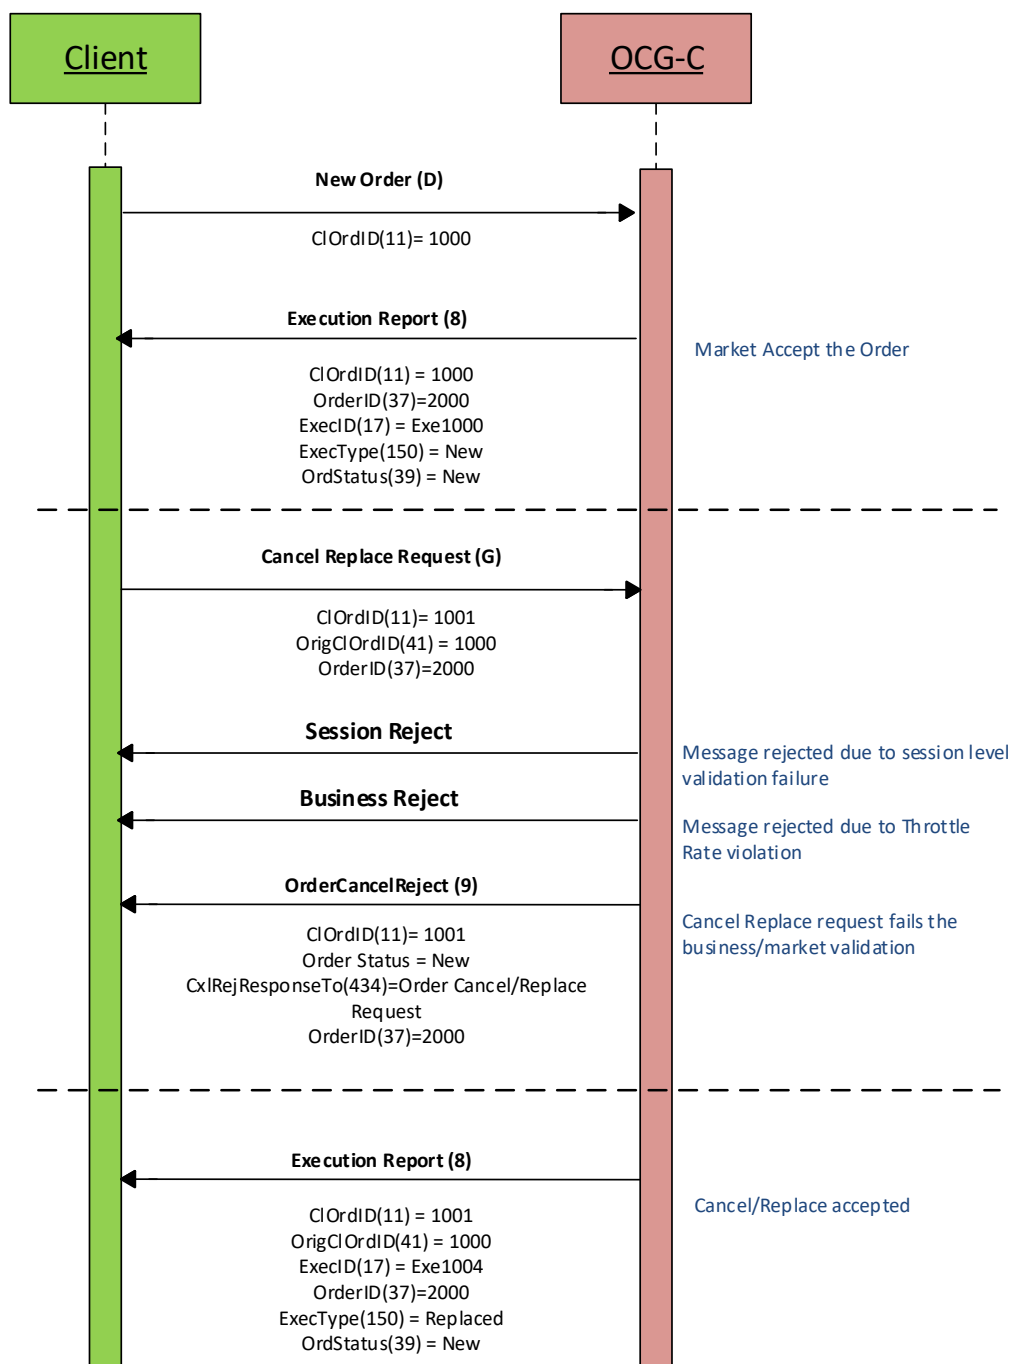 Client
OCG-C
New Order (D)
ClOrdID(11)= 1000
Execution Report (8)
Market Accept the Order
ClOrdID(11) = 1000
OrderID(37)=2000
ExecID(17) = Exe1000
ExecType(150) = New
OrdStatus(39) = New
Cancel Replace Request (G)
ClOrdID(11)= 1001
OrigClOrdID(41) = 1000
OrderID(37)=2000
Session Reject
Message rejected due to session level
validation failure
Business Reject
Message rejected due to Throttle
Rate violation
OrderCancelReject (9)
Cancel Replace request fails the
business/market validation
ClOrdID(11)= 1001
Order Status = New
CxlRejResponseTo(434)=Order Cancel/Replace
Request
OrderID(37)=2000
Execution Report (8)
Cancel/Replace accepted
ClOrdID(11) = 1001
OrigClOrdID(41) = 1000
ExecID(17) = Exe1004
OrderID(37)=2000
ExecType(150) = Replaced
OrdStatus(39) = New